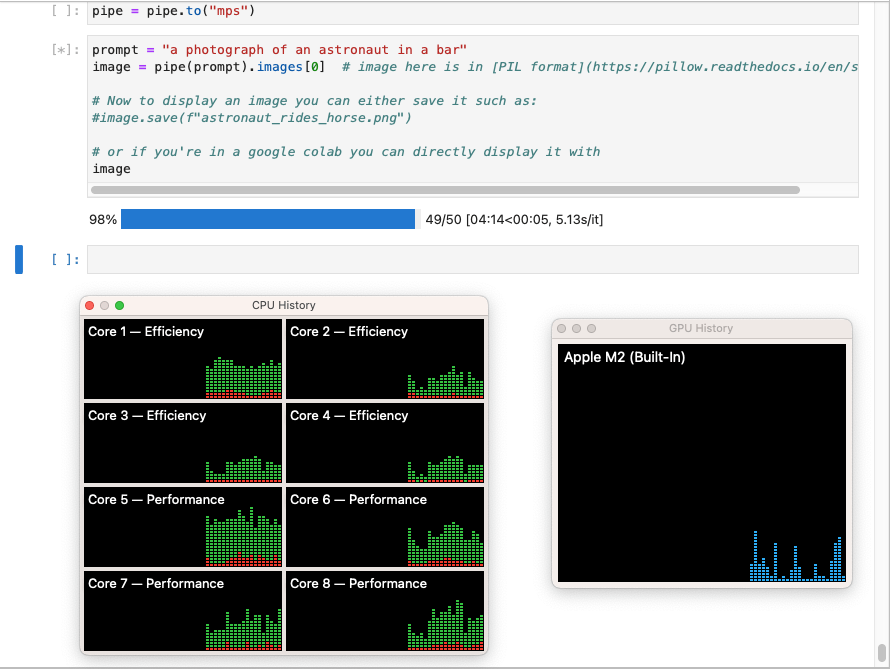 [ ]: pipe = pipe.to("mps")
[*]: prompt = "a photograph of an astronaut in a bar"
image = pipe(prompt).images[0]  # image here is in [PIL format](https://pillow.readthedocs.io/en/s
# Now to display an image you can either save it such as:
#image.save(f"astronaut_rides_horse.png")
# or if you're in a google colab you can directly display it with
image
98% 49/50 [04:14<00:05, 5.13s/it]
[ ]:
CPU History
Core 1 — Efficiency
Core 2 — Efficiency
Core 3 — Efficiency
Core 4 — Efficiency
Core 5 — Performance
Core 6 — Performance
Core 7 — Performance
Core 8 — Performance
GPU History
Apple M2 (Built-In)